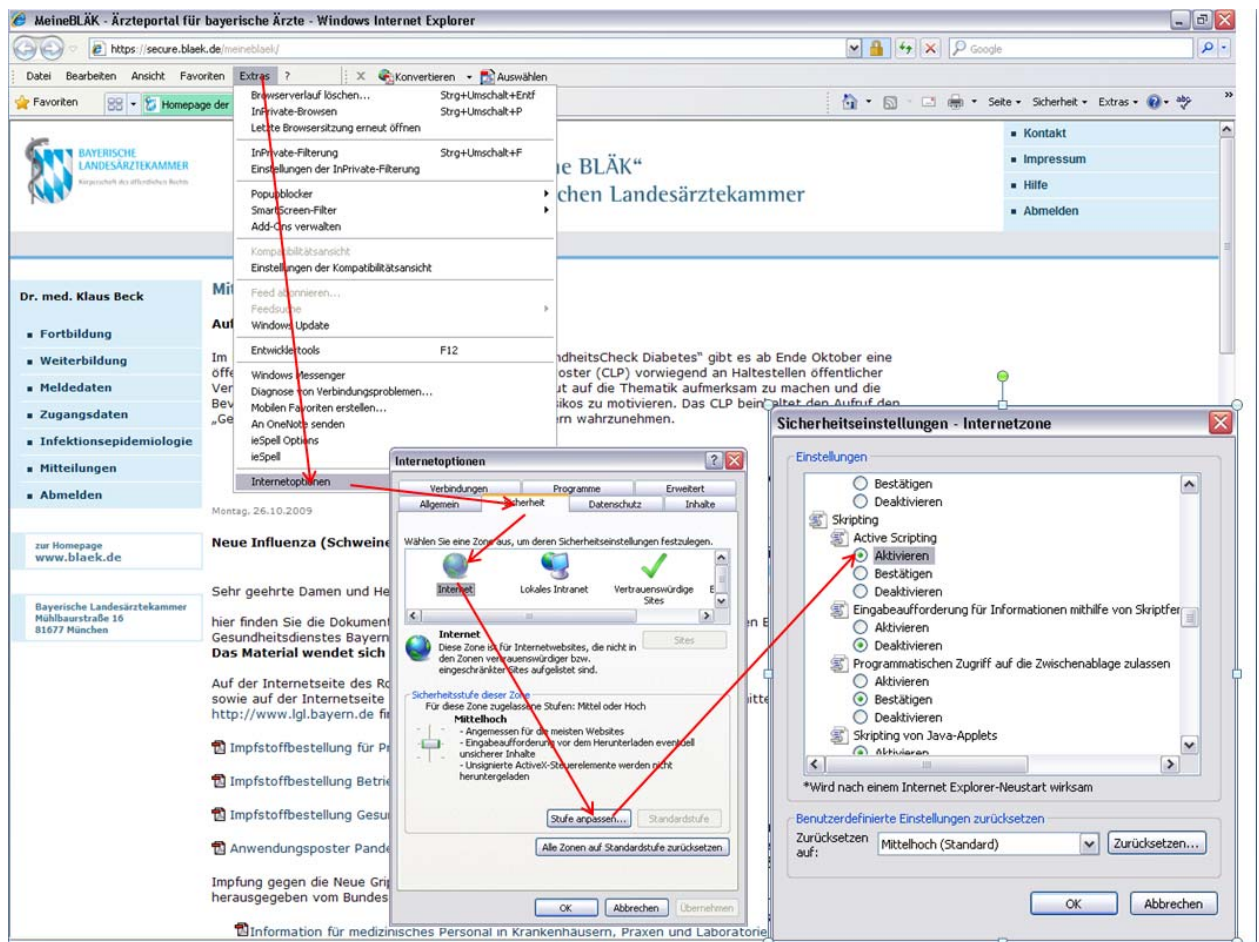 MeineBLÄK - Ärzteportal für bayerische Ärzte - Windows Internet Explorer
https://secure.blaek.de/meineblaek/
Google
Datei Bearbeiten Ansicht Favoriten Extras ? X Konvertieren Auswählen
Favoriten Homepage der
Seite Sicherheit Extras
Browserverlauf löschen... Strg+Umschalt+Entf
InPrivate-Browsen Strg+Umschalt+P
Letzte Browsersitzung erneut öffnen
InPrivate-Filterung Strg+Umschalt+F
Einstellungen der InPrivate-Filterung
Popupblocker
SmartScreen-Filter
Add-Ons verwalten
Kompatibilitätsansicht
Einstellungen der Kompatibilitätsansicht
Feed abonnieren...
Feedsuche
Windows Update
Entwicklertools F12
Windows Messenger
Diagnose von Verbindungsproblemen...
Mobilen Favoriten erstellen...
An OneNote senden
ieSpell Options
ieSpell
Internetoptionen
BAYERISCHE
LANDESÄRZTEKAMMER
Körperschaft des öffentlichen Rechts
BLÄK“
chen Landesärztekammer
Kontakt
Impressum
Hilfe
Abmelden
Dr. med. Klaus Beck
Fortbildung
Weiterbildung
Meldedaten
Zugangsdaten
Infektionsepidemiologie
Mitteilungen
Abmelden
zur Homepage
www.blaek.de
Bayerische Landesärztekammer
Mühlbaurstraße 16
81677 München
Mit
Auf
Im ndheitsCheck Diabetes" gibt es ab Ende Oktober eine
öffe oster (CLP) vorwiegend an Haltestellen öffentlicher
Ver ut auf die Thematik aufmerksam zu machen und die
Bev sikos zu motivieren. Das CLP beinhaltet den Aufruf den
„Ge ern wahrzunehmen.
Montag, 26.10.2009
Neue Influenza (Schweine
Sehr geehrte Damen und He
hier finden Sie die Dokument
Gesundheitsdienstes Bayern
Das Material wendet sich
Auf der Internetseite des Ro
sowie auf der Internetseite
http://www.lgl.bayern.de fin
Impfstoffbestellung für Pr
Impfstoffbestellung Betrie
Impfstoffbestellung Gesun
Anwendungsposter Pande
Impfung gegen die Neue Grip
herausgegeben vom Bundes
Information für medizinisches Personal in Krankenhäusern, Praxen und Laboratorie
Internetoptionen
Verbindungen Programme Erweitert
Allgemein Sicherheit Datenschutz Inhalte
Wählen Sie eine Zone aus, um deren Sicherheitseinstellungen festzulegen.
Internet Lokales Intranet Vertrauenswürdige Sites
Internet
Diese Zone ist für Internetwebsites, die nicht in
den Zonen vertrauenswürdiger bzw.
eingeschränkter Sites aufgelistet sind.
Sites
Sicherheitsstufe dieser Zone
Für diese Zone zugelassene Stufen: Mittel oder Hoch
Mittelhoch
- Angemessen für die meisten Websites
- Eingabeaufforderung vor dem Herunterladen eventuell
unsicherer Inhalte
- Unsignierte ActiveX-Steuerelemente werden nicht
heruntergeladen
Stufe anpassen... Standardstufe
Alle Zonen auf Standardstufe zurücksetzen
OK Abbrechen Übernehmen
Sicherheitseinstellungen - Internetzone
Einstellungen
Bestätigen
Deaktivieren
Skripting
Active Scripting
Aktivieren
Bestätigen
Deaktivieren
Eingabeaufforderung für Informationen mithilfe von Skriptfer
Aktivieren
Deaktivieren
Programmatischen Zugriff auf die Zwischenablage zulassen
Aktivieren
Bestätigen
Deaktivieren
Skripting von Java-Applets
Aktivieren
*Wird nach einem Internet Explorer-Neustart wirksam
Benutzerdefinierte Einstellungen zurücksetzen
Zurücksetzen
auf:
Mittelhoch (Standard) Zurücksetzen...
OK Abbrechen